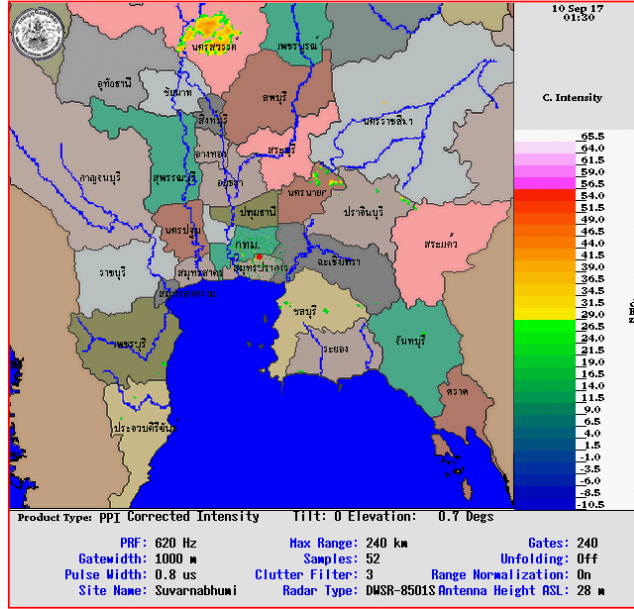 10 Sep 17
01:30
C. Intensity
65.5
64.0
61.5
59.0
56.5
54.0
51.5
49.0
46.5
44.0
41.5
39.0
36.5
34.5
31.5
29.0
26.5
24.0
21.5
19.0
16.5
14.0
11.5
9.0
6.5
4.0
1.5
-1.0
-3.5
-6.0
-8.5
-10.5
นครสวรรค์
เพชรบูรณ์
อุทัยธานี
ชัยนาท
ลพบุรี
สิงห์บุรี
นครราชสีมา
อ่างทอง
สระบุรี
กาญจนบุรี
สุพรรณบุรี
อยุธยา
นครนายก
ปราจีนบุรี
ปทุมธานี
นครปฐม
กทม.
สระแก้ว
ฉะเชิงเทรา
ราชบุรี
สมุทรสาคร
สมุทรปราการ
ชลบุรี
เพชรบุรี
ระยอง
จันทบุรี
ตราด
ประจวบคีรีขันธ์
Product Type: PPI Corrected Intensity Tilt: 0 Elevation: 0.7 Degs
PRF: 620 Hz Max Range: 240 km Gates: 240
Gatewidth: 1000 m Samples: 52 Unfolding: Off
Pulse Width: 0.8 us Clutter Filter: 3 Range Normalization: On
Site Name: Suvarnabhumi Radar Type: DWSR-8501S Antenna Height ASL: 28 m